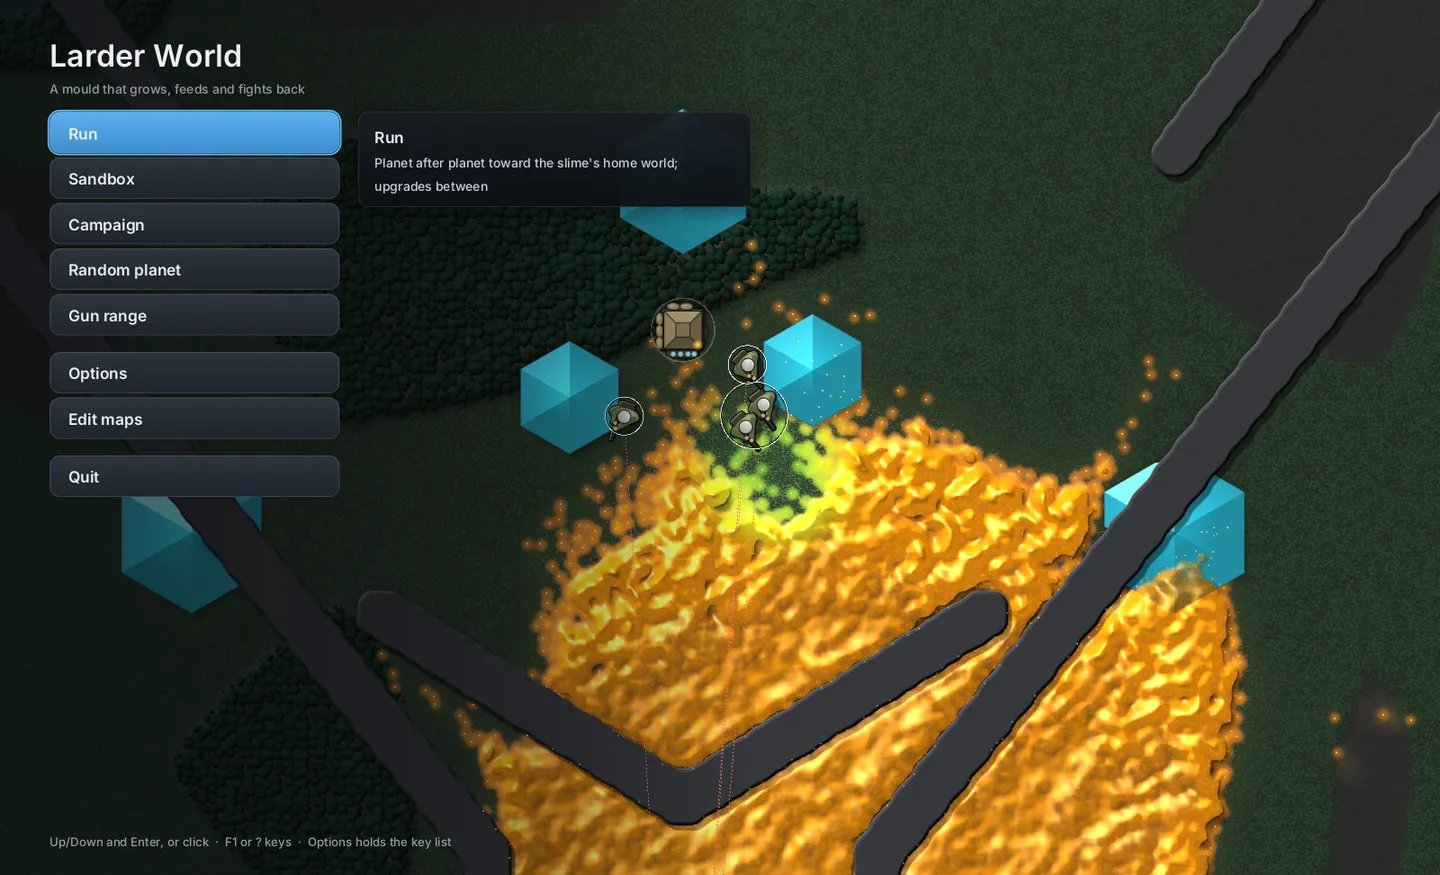 Larder World
A mould that grows, feeds and fights back
Run
Sandbox
Campaign
Random planet
Gun range
Options
Edit maps
Quit
Run
Planet after planet toward the slime's home world;
upgrades between
Up/Down and Enter, or click · F1 or ? keys · Options holds the key list